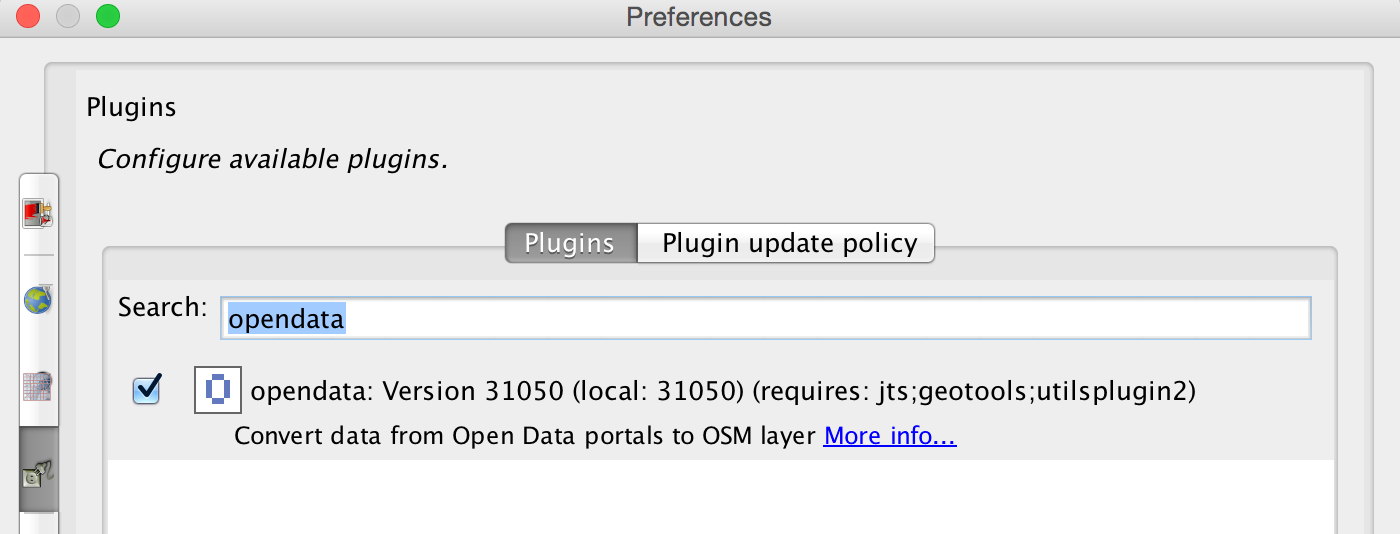 Preferences
Plugins
Configure available plugins.
Plugins
Plugin update policy
Search:
opendata
opendata: Version 31050 (local: 31050) (requires: jts;geotools;utilsplugin2)
Convert data from Open Data portals to OSM layer More info...